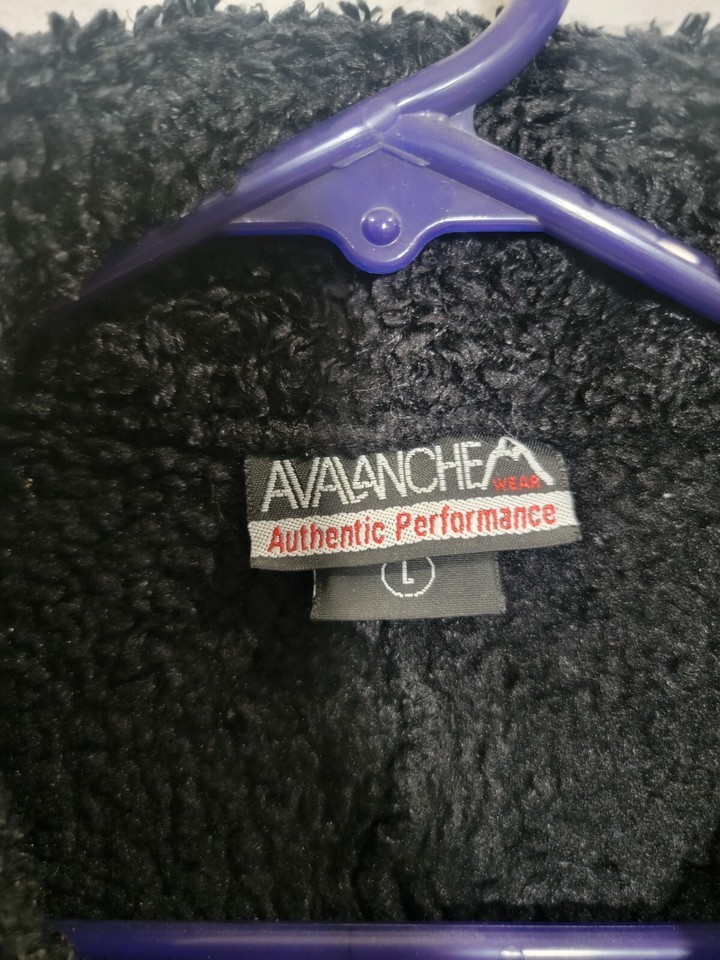 AVALANCHE
WEAR
Authentic Performance
L